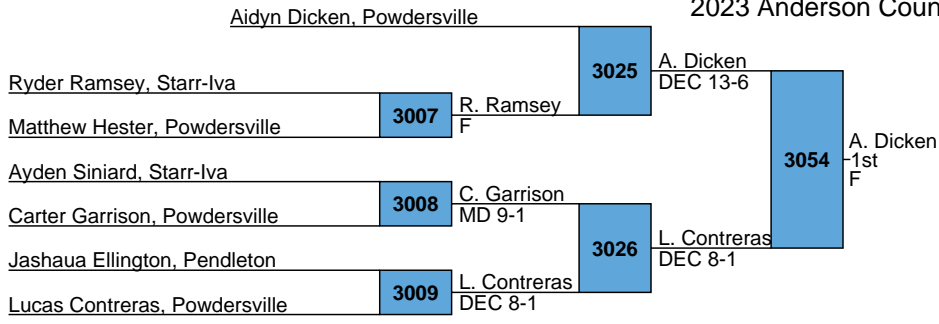 2023 Anderson Coun
Aidyn Dicken, Powdersville
3025
A. Dicken
DEC 13-6
Ryder Ramsey, Starr-Iva
3007
R. Ramsey
F
Matthew Hester, Powdersville
3054
A. Dicken
1st
F
Ayden Siniard, Starr-Iva
3008
C. Garrison
MD 9-1
Carter Garrison, Powdersville
3026
L. Contreras
DEC 8-1
Jashaua Ellington, Pendleton
3009
L. Contreras
DEC 8-1
Lucas Contreras, Powdersville